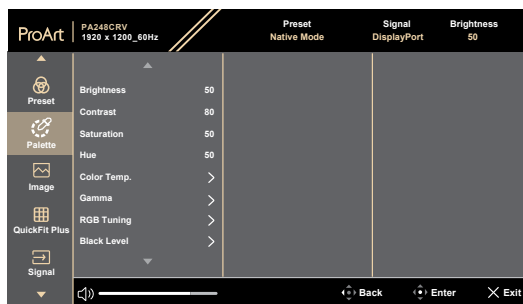 ProArt
PA248CRV
1920 x 1200_60Hz
Preset
Native Mode
Signal
DisplayPort
Brightness
50
Preset
Palette
Image
QuickFit Plus
Signal
Brightness 50
Contrast 80
Saturation 50
Hue 50
Color Temp.
Gamma
RGB Tuning
Black Level
Back
Enter
Exit